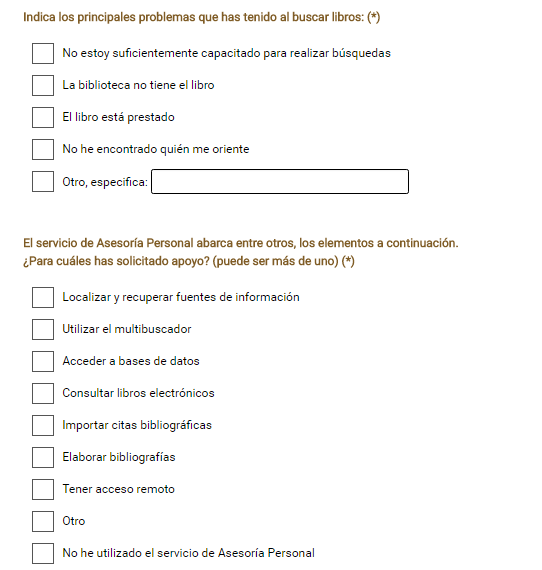 Indica los principales problemas que has tenido al buscar libros: (*)
No estoy suficientemente capacitado para realizar búsquedas
La biblioteca no tiene el libro
El libro está prestado
No he encontrado quién me oriente
Otro, especifica:
El servicio de Asesoría Personal abarca entre otros, los elementos a continuación.
¿Para cuáles has solicitado apoyo? (puede ser más de uno) (*)
Localizar y recuperar fuentes de información
Utilizar el multibuscador
Acceder a bases de datos
Consultar libros electrónicos
Importar citas bibliográficas
Elaborar bibliografías
Tener acceso remoto
Otro
No he utilizado el servicio de Asesoría Personal